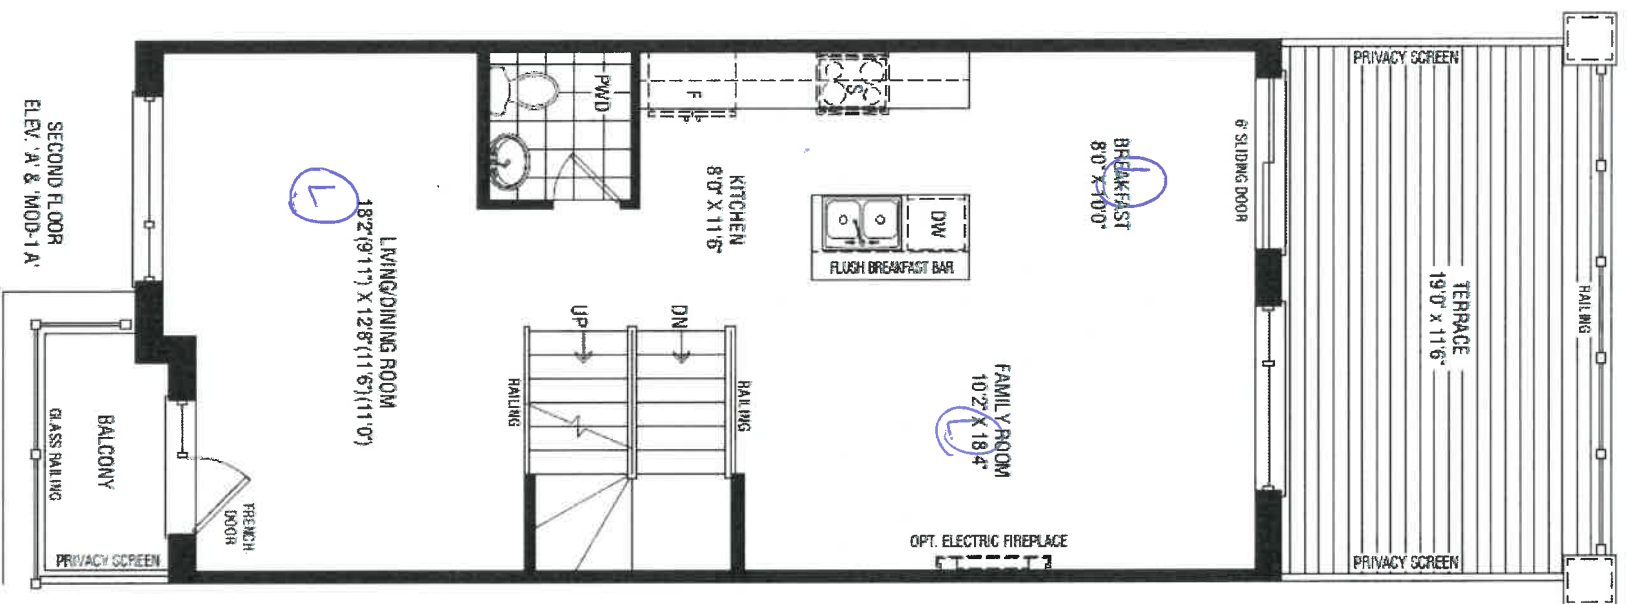 SECOND FLOOR
ELEV. 'A' & 'MOD-1A'
BALCONY
GLASS RAILING
PRIVACY SCREEN
FRENCH
DOOR
LIVING/DINING ROOM
18'2"(9'11") X 12'8"(11'6")(11'0")
L
PWD
F
S
KITCHEN
8'0" X 11'6"
UP
DN
RAILING
RAILING
DW
FLUSH BREAKFAST BAR
BREAKFAST
8'0" X 10'0"
6' SLIDING DOOR
FAMILY ROOM
10'2" X 18'4"
L
OPT. ELECTRIC FIREPLACE
PRIVACY SCREEN
TERRACE
19'0" X 11'6"
RAILING
PRIVACY SCREEN